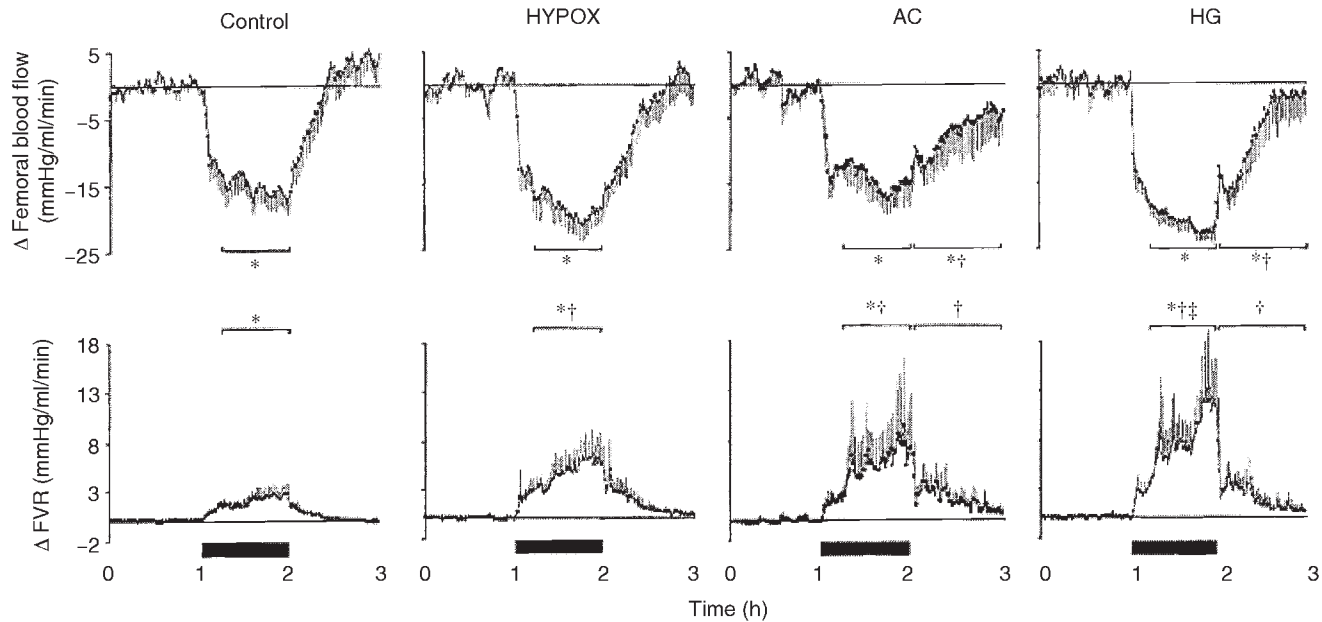 Control HYPOX AC HG
Δ Femoral blood flow
(mmHg/ml/min)
5
−5
−15
−25
* * * *† * *†
* *† *† † *†‡ †
Δ FVR (mmHg/ml/min)
18
13
8
3
−2
0 1 2 3 0 1 2 3 0 1 2 3 0 1 2 3
Time (h)